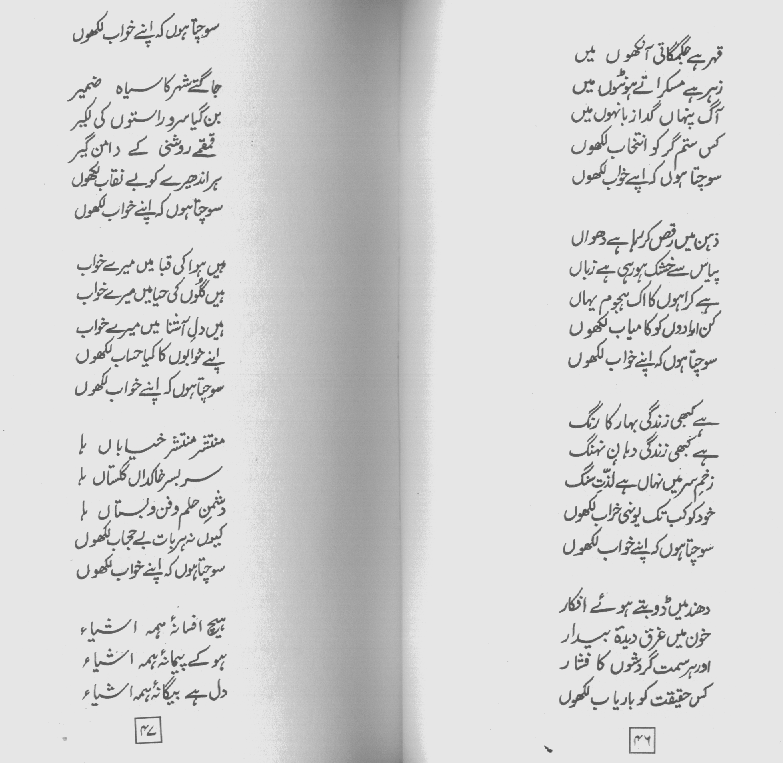 قہر ہے جگمگاتی آنکھوں میں
زہر ہے مسکراتے ہونٹوں میں
آگ پنہاں گداز بانہوں میں
کس ستم گر کو انتخاب لکھوں
سوچتا ہوں کہ اپنے خواب لکھوں
ذہن میں رقص کر رہا ہے دھواں
پیاس سے خشک ہو رہی ہے زباں
ہے کراہوں کا اک ہجوم یہاں
کن ارادوں کو کامیاب لکھوں
سوچتا ہوں کہ اپنے خواب لکھوں
ہے کبھی زندگی بہار کا رنگ
ہے کبھی زندگی دہانِ نہنگ
زخمِ سر میں نہاں ہے لذّتِ سنگ
خود کو کب تک یونہی خراب لکھوں
سوچتا ہوں کہ اپنے خواب لکھوں
دھند میں ڈوبتے ہوئے افکار
خون میں غرق دیدۂ بیدار
اور ہر سمت گردشوں کا فشار
کس حقیقت کو باریاب لکھوں
۴۶
سوچتا ہوں کہ اپنے خواب لکھوں
جاگتے شہر کا سیاہ ضمیر
بن گیا سرد راستوں کی لکیر
قمقمے روشنی کے دامن گیر
ہر اندھیرے کو بے نقاب لکھوں
سوچتا ہوں کہ اپنے خواب لکھوں
ہیں ہوا کی قبا میں میرے خواب
ہیں گلوں کی حیا میں میرے خواب
ہیں دلِ آشنا میں میرے خواب
اپنے خوابوں کا کیا حساب لکھوں
سوچتا ہوں کہ اپنے خواب لکھوں
منتشر منتشر خیاباں ہا
سر بسر خاکداں گلستاں ہا
دشمنِ علم و فن دبستاں ہا
کیوں نہ ہر بات بے حجاب لکھوں
سوچتا ہوں کہ اپنے خواب لکھوں
ہیچ افسانۂ ہمہ اشیاء
ہو کے پیمانۂ ہمہ اشیاء
دل ہے بیگانۂ ہمہ اشیاء
۴۷